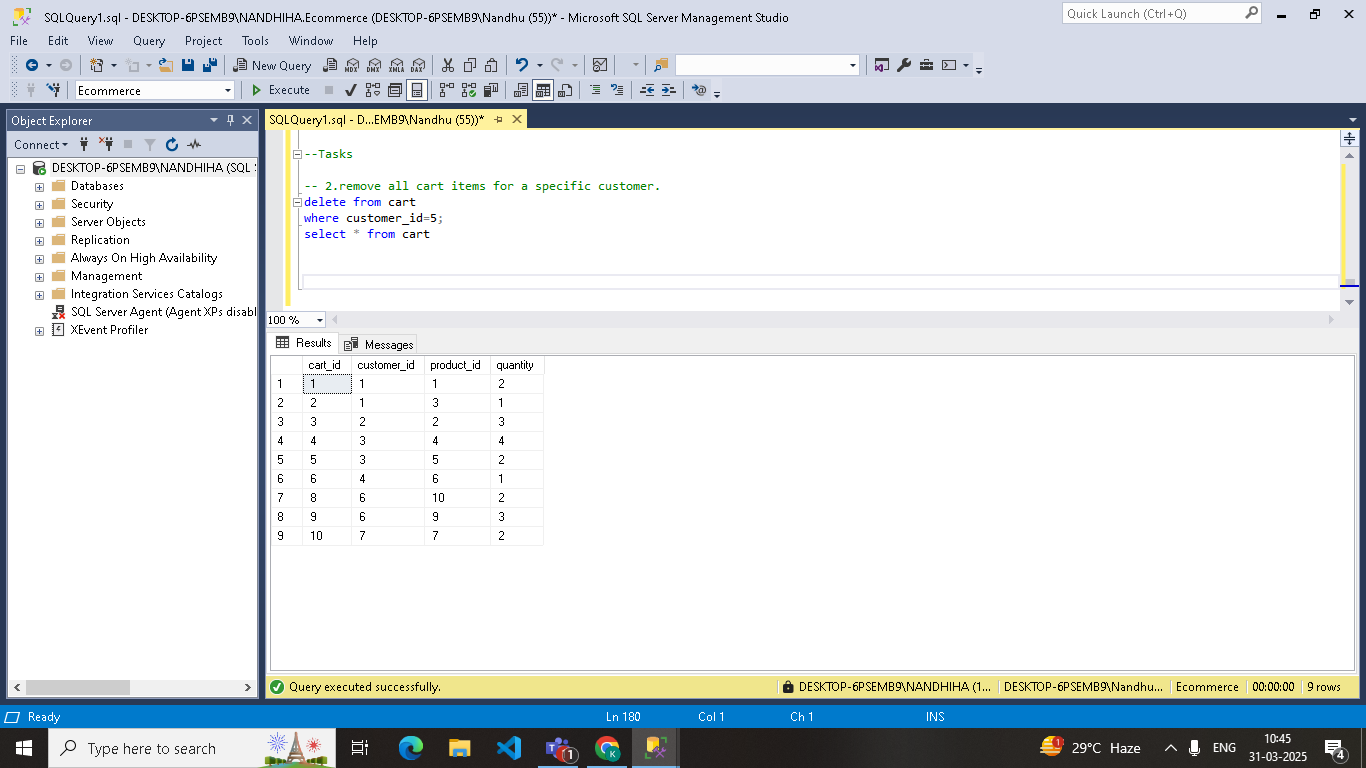 SQLQuery1.sql - DESKTOP-6PSEMB9\NANDHIHA.Ecommerce (DESKTOP-6PSEMB9\Nandhu (55))* - Microsoft SQL Server Management Studio
Quick Launch (Ctrl+Q)
File Edit View Query Project Tools Window Help
New Query
MDX DMX XMLA DAX
Ecommerce
Execute
Object Explorer
SQLQuery1.sql - D...EMB9\Nandhu (55))*
Connect
DESKTOP-6PSEMB9\NANDHIHA (SQL
Databases
Security
Server Objects
Replication
Always On High Availability
Management
Integration Services Catalogs
SQL Server Agent (Agent XPs disabl
XEvent Profiler
--Tasks
-- 2.remove all cart items for a specific customer.
delete from cart
where customer_id=5;
select * from cart
100 %
Results Messages
cart_id customer_id product_id quantity
1 1 1 1 2
2 2 1 3 1
3 3 2 2 3
4 4 3 4 4
5 5 3 5 2
6 6 4 6 1
7 8 6 10 2
8 9 6 9 3
9 10 7 7 2
Query executed successfully.
DESKTOP-6PSEMB9\NANDHIHA (1... DESKTOP-6PSEMB9\Nandhu... Ecommerce 00:00:00 9 rows
Ready Ln 180 Col 1 Ch 1 INS
Type here to search
1
K
1
29°C Haze
ENG
10:45
31-03-2025
4